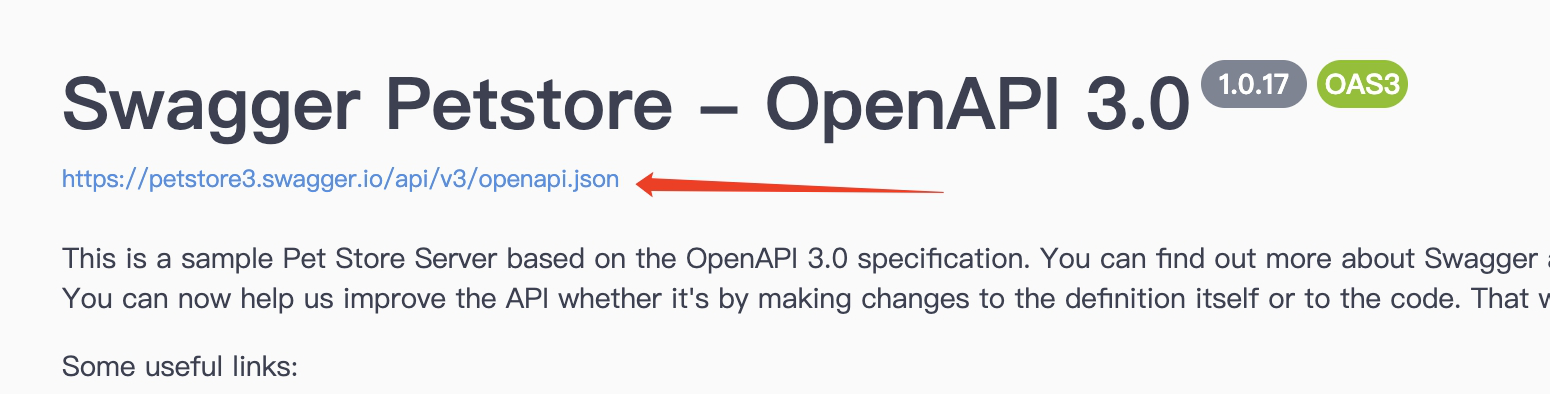 Swagger Petstore – OpenAPI 3.0 1.0.17 OAS3
https://petstore3.swagger.io/api/v3/openapi.json
This is a sample Pet Store Server based on the OpenAPI 3.0 specification. You can find out more about Swagger
You can now help us improve the API whether it's by making changes to the definition itself or to the code. That
Some useful links: